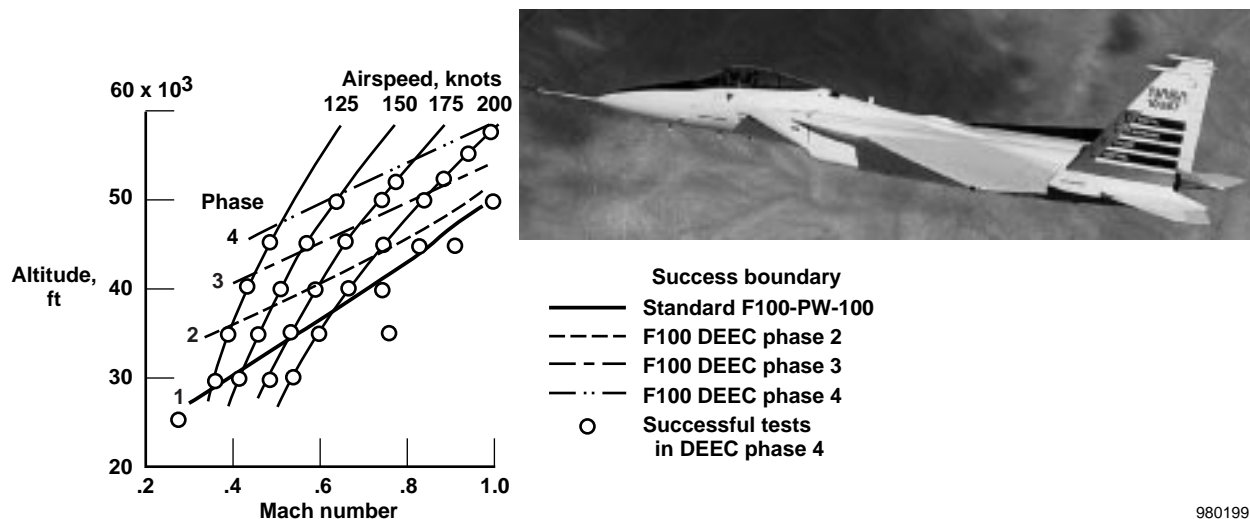 60 x 10³
Airspeed, knots
125 150 175 200
50
Phase
4
Altitude,
ft
40
3
2
30
1
20
.2 .4 .6 .8 1.0
Mach number
Success boundary
Standard F100-PW-100
F100 DEEC phase 2
F100 DEEC phase 3
F100 DEEC phase 4
Successful tests
in DEEC phase 4
980199